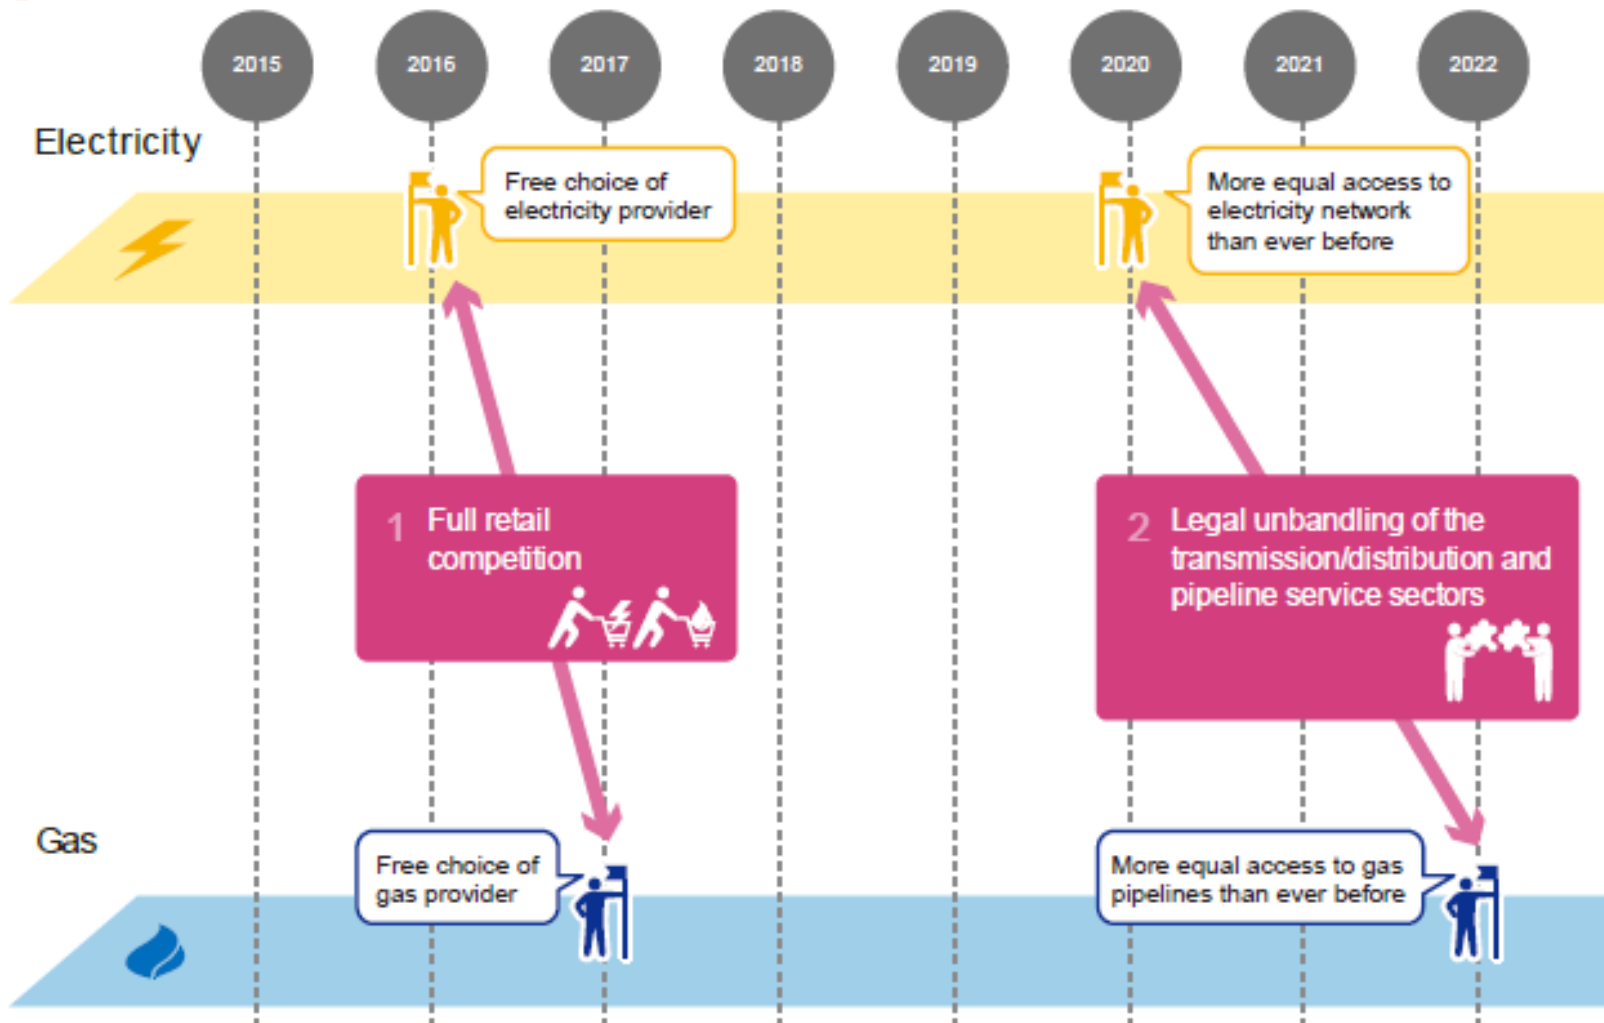 2015
2016
2017
2018
2019
2020
2021
2022
Electricity
Free choice of
electricity provider
More equal access to
electricity network
than ever before
1 Full retail
competition
2 Legal unbandling of the
transmission/distribution and
pipeline service sectors
Gas
Free choice of
gas provider
More equal access to gas
pipelines than ever before